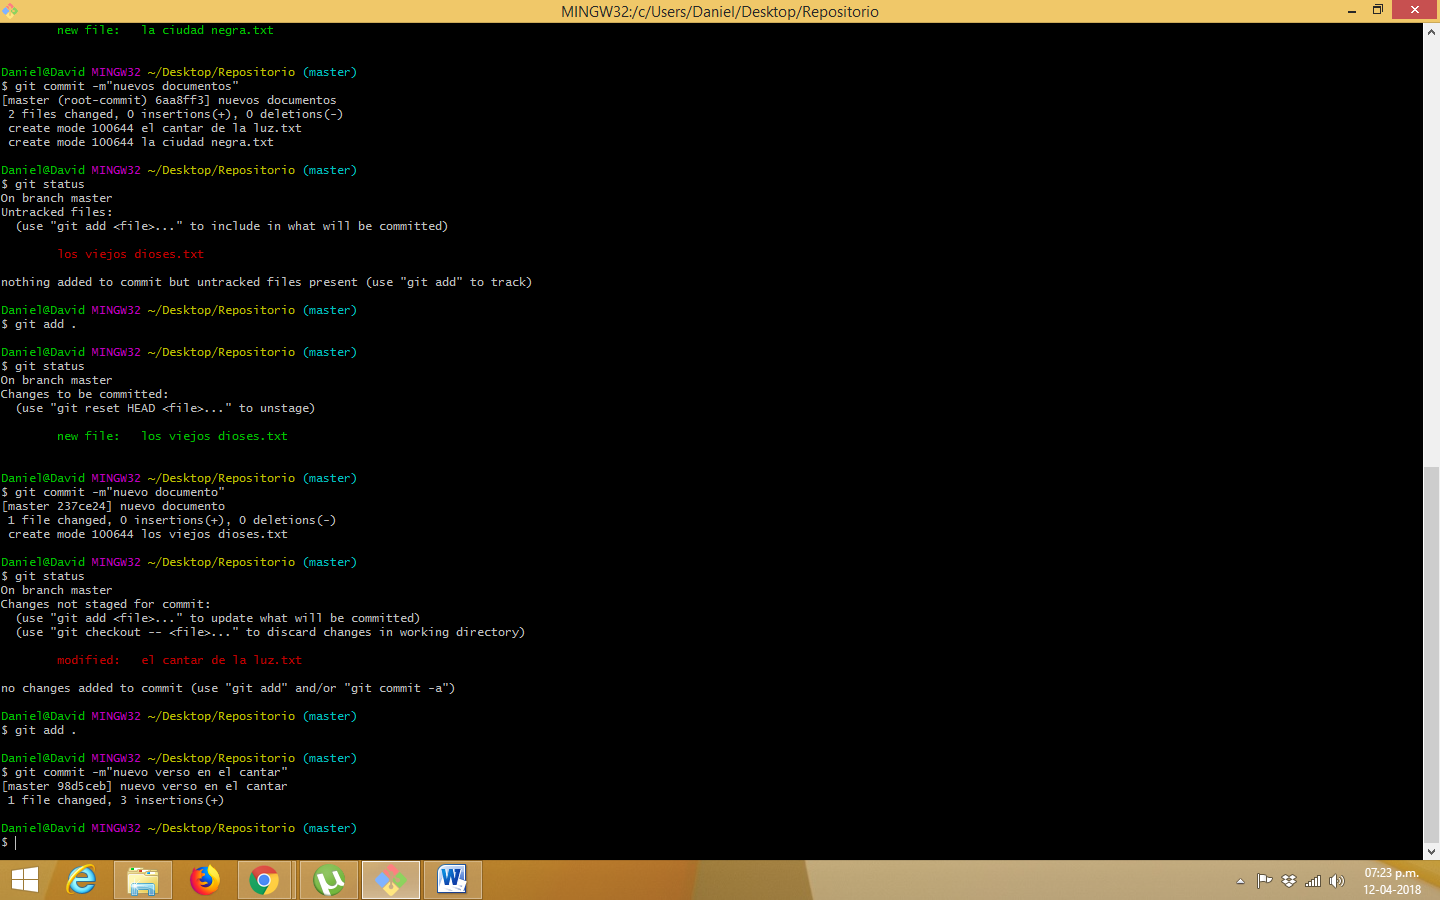 MINGW32:/c/Users/Daniel/Desktop/Repositorio
new file:   la ciudad negra.txt
Daniel@David MINGW32 ~/Desktop/Repositorio (master)
$ git commit -m"nuevos documentos"
[master (root-commit) 6aa8ff3] nuevos documentos
2 files changed, 0 insertions(+), 0 deletions(-)
create mode 100644 el cantar de la luz.txt
create mode 100644 la ciudad negra.txt
Daniel@David MINGW32 ~/Desktop/Repositorio (master)
$ git status
On branch master
Untracked files:
(use "git add <file>..." to include in what will be committed)
los viejos dioses.txt
nothing added to commit but untracked files present (use "git add" to track)
Daniel@David MINGW32 ~/Desktop/Repositorio (master)
$ git add .
Daniel@David MINGW32 ~/Desktop/Repositorio (master)
$ git status
On branch master
Changes to be committed:
(use "git reset HEAD <file>..." to unstage)
new file:   los viejos dioses.txt
Daniel@David MINGW32 ~/Desktop/Repositorio (master)
$ git commit -m"nuevo documento"
[master 237ce24] nuevo documento
1 file changed, 0 insertions(+), 0 deletions(-)
create mode 100644 los viejos dioses.txt
Daniel@David MINGW32 ~/Desktop/Repositorio (master)
$ git status
On branch master
Changes not staged for commit:
(use "git add <file>..." to update what will be committed)
(use "git checkout -- <file>..." to discard changes in working directory)
modified:   el cantar de la luz.txt
no changes added to commit (use "git add" and/or "git commit -a")
Daniel@David MINGW32 ~/Desktop/Repositorio (master)
$ git add .
Daniel@David MINGW32 ~/Desktop/Repositorio (master)
$ git commit -m"nuevo verso en el cantar"
[master 98d5ceb] nuevo verso en el cantar
1 file changed, 3 insertions(+)
Daniel@David MINGW32 ~/Desktop/Repositorio (master)
$
07:23 p.m.
12-04-2018